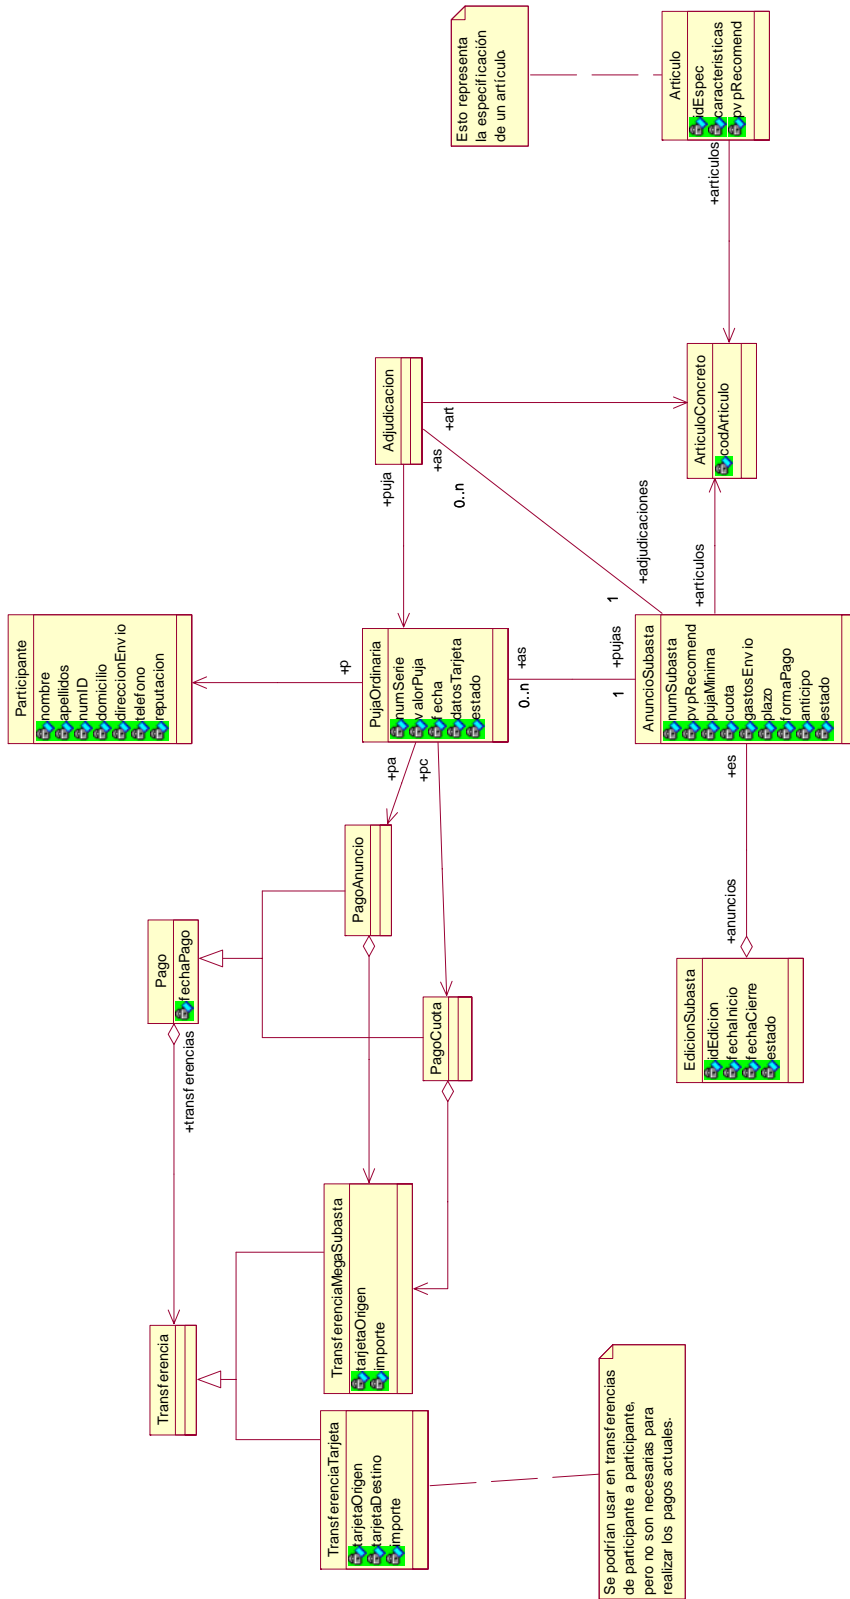 Esto representa
la especificación
de un artículo.
Articulo
idEspec
caracteristicas
pvpRecomend
+articulos
Adjudicacion
+puja
+as
+art
0..n
ArticuloConcreto
codArticulo
+adjudicaciones
1
+articulos
Participante
nombre
apellidos
numID
domicilio
direccionEnvio
telefono
reputacion
+p
PujaOrdinaria
numSerie
valorPuja
fecha
datosTarjeta
estado
+as
0..n
+pujas
1
AnuncioSubasta
numSubasta
pvpRecomend
pujaMinima
cuota
gastosEnvio
plazo
formaPago
anticipo
estado
+pa
+pc
+es
+anuncios
PagoAnuncio
Pago
fechaPago
+transferencias
PagoCuota
EdicionSubasta
idEdicion
fechaInicio
fechaCierre
estado
Transferencia
TransferenciaMegaSubasta
tarjetaOrigen
importe
TransferenciaTarjeta
tarjetaOrigen
tarjetaDestino
importe
Se podrían usar en transferencias
de participante a participante,
pero no son necesarias para
realizar los pagos actuales.